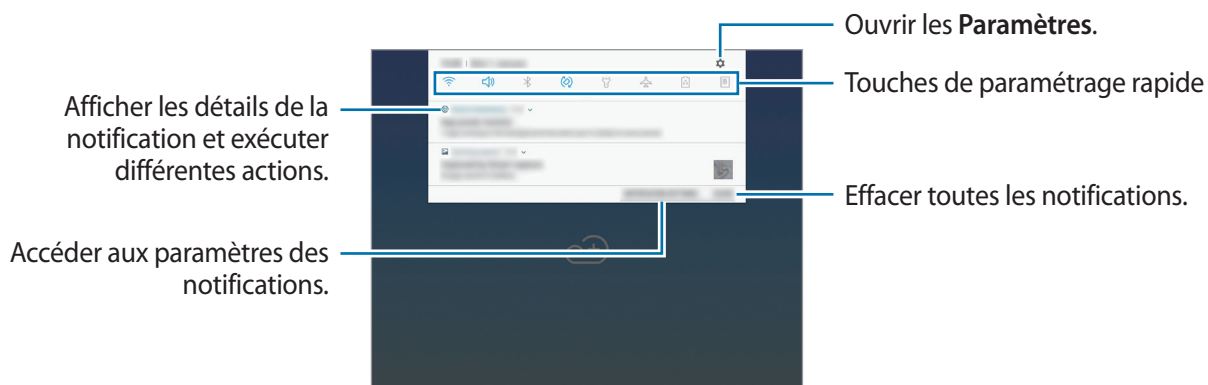 Ouvrir les Paramètres.
Touches de paramétrage rapide
Afficher les détails de la
notification et exécuter
différentes actions.
Effacer toutes les notifications.
Accéder aux paramètres des
notifications.